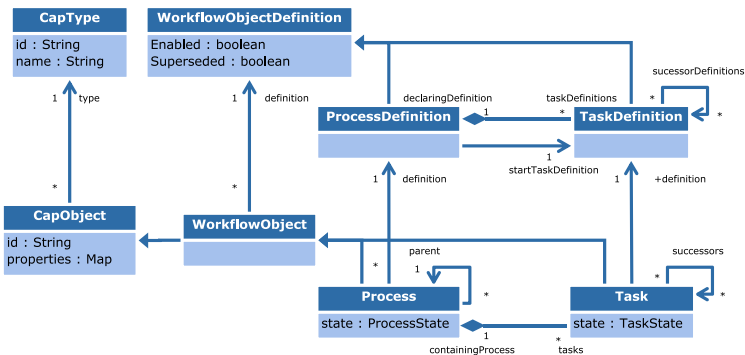 CapType
WorkflowObjectDefinition
id : String
name : String
Enabled : boolean
Superseded : boolean
sucessorDefinitions
1
type
1
definition
declaringDefinition
taskDefinitions
*
*
1
*
ProcessDefinition
TaskDefinition
1
startTaskDefinition
1
definition
1
+definition
*
*
CapObject
WorkflowObject
id : String
properties : Map
parent
1
*
*
successors
*
*
Process
Task
state : ProcessState
state : TaskState
1
*
containingProcess
tasks